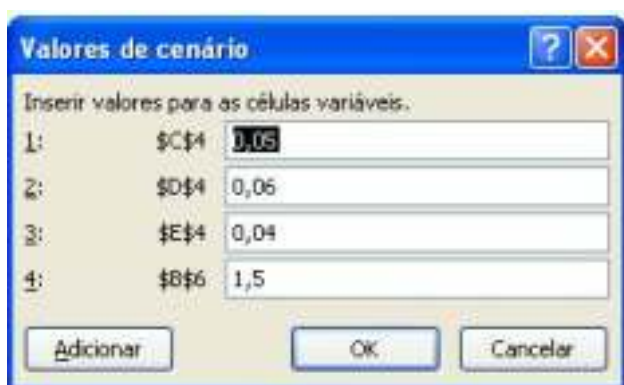 Valores de cenário
Inserir valores para as células variáveis.
1: $C$4 0,05
2: $D$4 0,06
3: $E$4 0,04
4: $B$6 1,5
Adicionar OK Cancelar